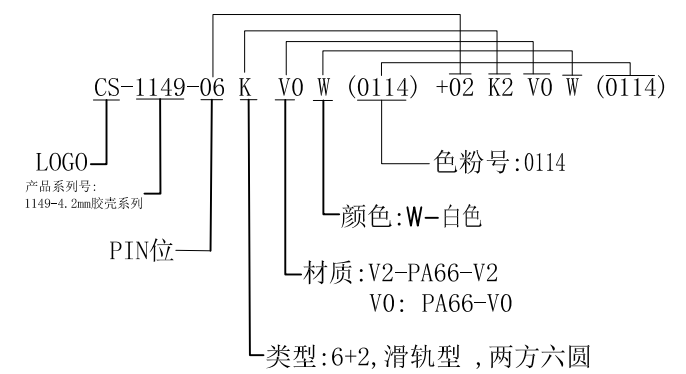 CS-1149-06 K V0 W (0114) +02 K2 V0 W (0114)
LOGO
色粉号:0114
产品系列号:
1149-4.2mm胶壳系列
颜色:W-白色
PIN位
材质:V2-PA66-V2
V0: PA66-V0
类型:6+2,滑轨型 ,两方六圆